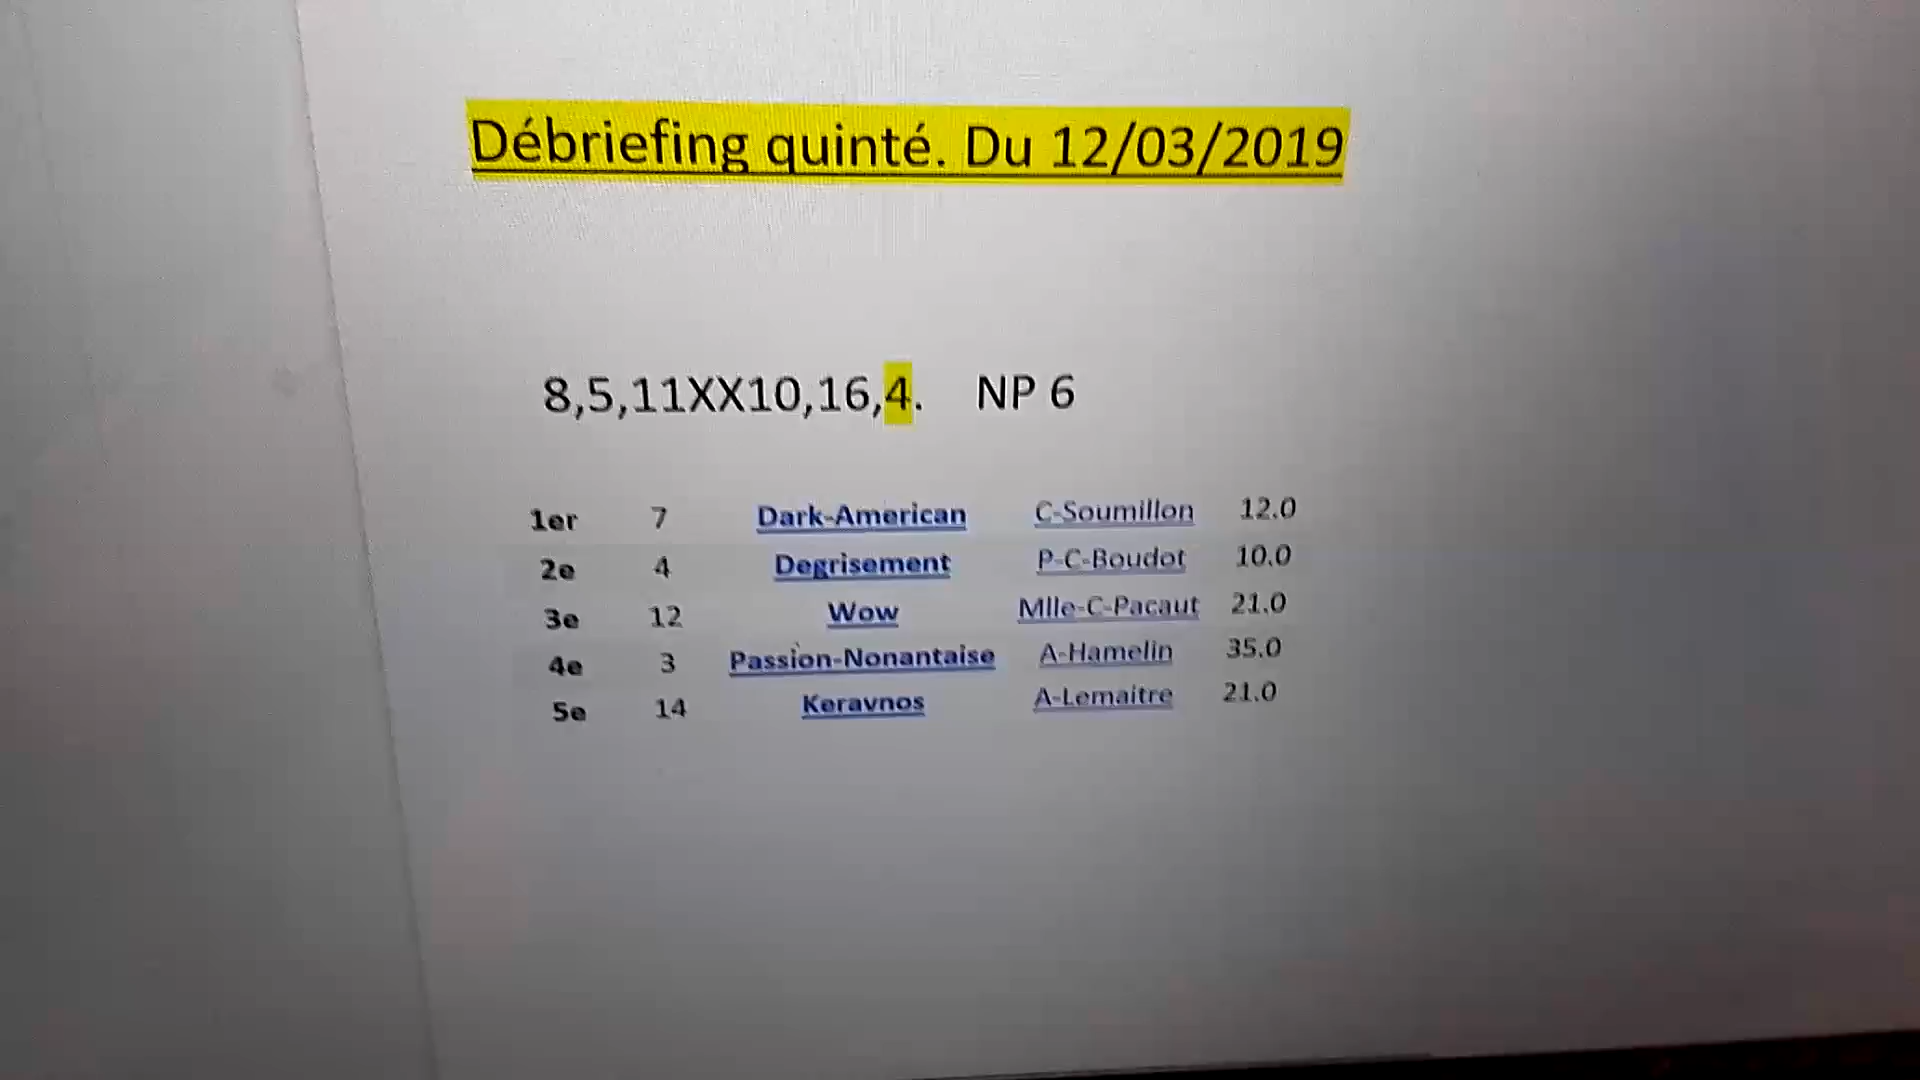 Débriefing quinté. Du 12/03/2019
8,5,11XX10,16,4. NP 6
1er 7 Dark-American C-Soumillon 12.0
2e 4 Degrisement P-C-Boudot 10.0
3e 12 Wow Mlle-C-Pacaut 21.0
4e 3 Passion-Nonantaise A-Hamelin 35.0
5e 14 Keravnos A-Lemaitre 21.0